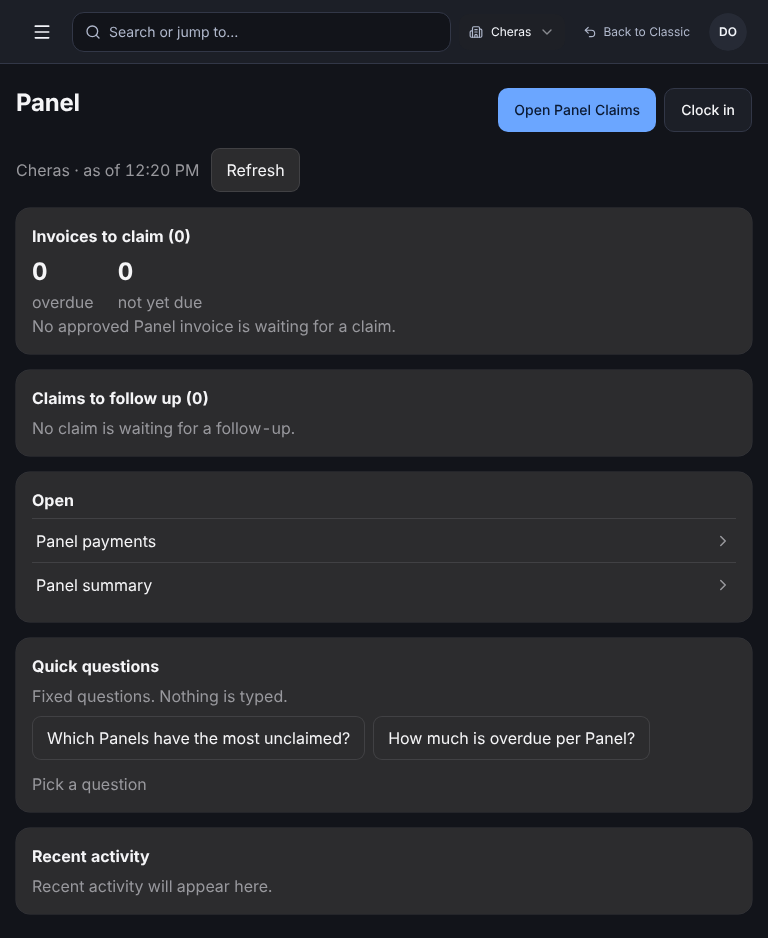 Search or jump to...
Cheras
Back to Classic
DO
Panel
Open Panel Claims
Clock in
Cheras · as of 12:20 PM
Refresh
Invoices to claim (0)
0 0
overdue not yet due
No approved Panel invoice is waiting for a claim.
Claims to follow up (0)
No claim is waiting for a follow-up.
Open
Panel payments
Panel summary
Quick questions
Fixed questions. Nothing is typed.
Which Panels have the most unclaimed?
How much is overdue per Panel?
Pick a question
Recent activity
Recent activity will appear here.